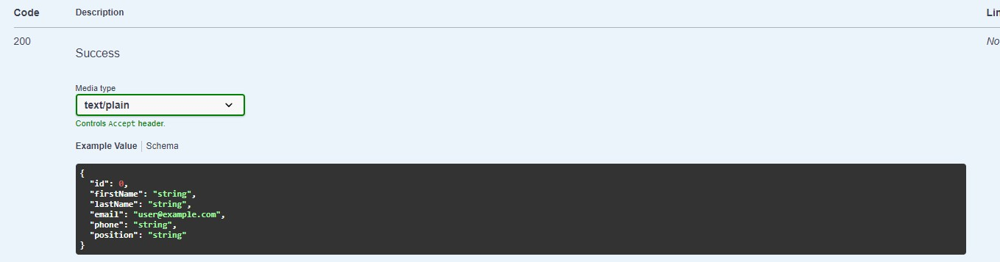 Code Description
200 Success No
Media type
text/plain
Controls Accept header.
Example Value Schema
{
"id": 0,
"firstName": "string",
"lastName": "string",
"email": "user@example.com",
"phone": "string",
"position": "string"
}